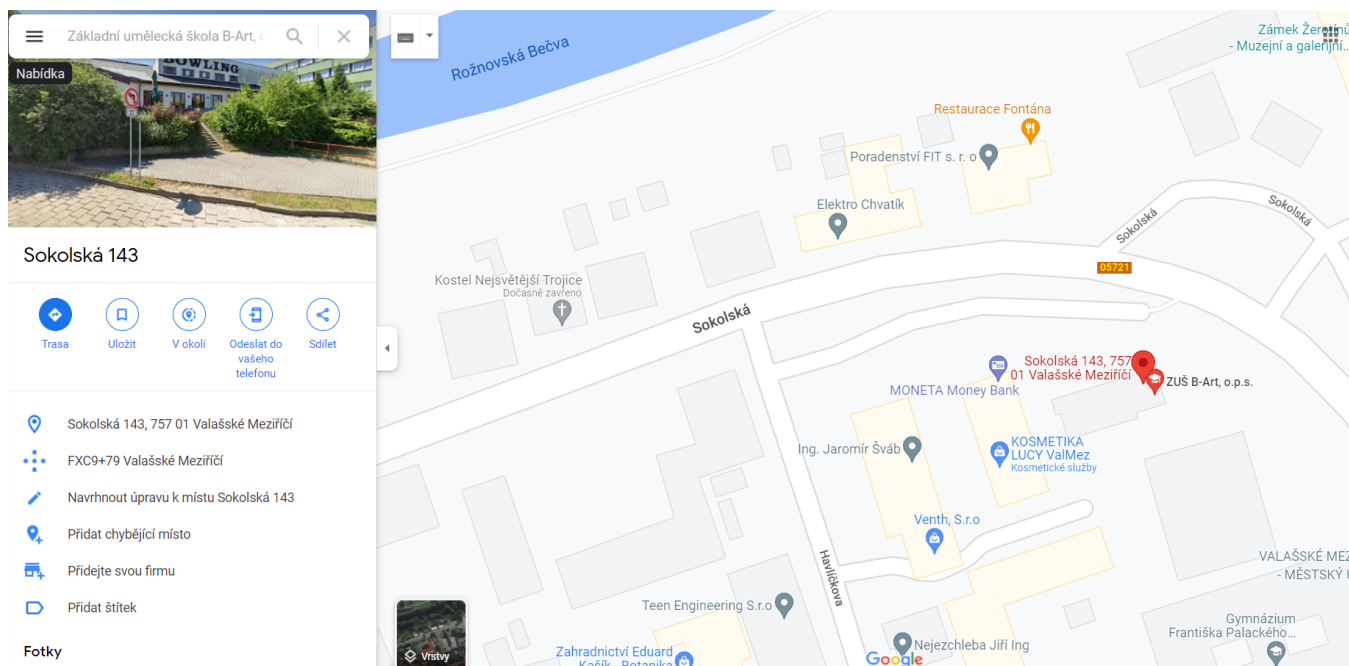 Základní umělecká škola B-Art, o
Nabídka
BOWLING
Sokolská 143
Trasa
Uložit
V okolí
Odeslat do
vašeho
telefonu
Sdílet
Sokolská 143, 757 01 Valašské Meziříčí
FXC9+79 Valašské Meziříčí
Navrhnout úpravu k místu Sokolská 143
Přidat chybějící místo
Přidejte svou firmu
Přidat štítek
Fotky
Rožnovská Bečva
Zámek Žerotínů
- Muzejní a galerijní...
Restaurace Fontána
Poradenství FIT s. r. o
Elektro Chvatík
Sokolská
Sokolská
05721
Kostel Nejsvětější Trojice
Dočasně zavřeno
Sokolská
Sokolská 143, 757
01 Valašské Meziříčí
MONETA Money Bank
ZUŠ B-Art, o.p.s.
Ing. Jaromír Šváb
KOSMETIKA
LUCY ValMez
Kosmetické služby
Venth, S.r.o
Havlíčkova
VALAŠSKÉ MEZ
- MĚSTSKÝ Ú
Teen Engineering S.r.o
Gymnázium
Františka Palackého...
Nejezchleba Jiří Ing
Zahradnictví Eduard
Kašík - Botanika
Vrstvy
Google